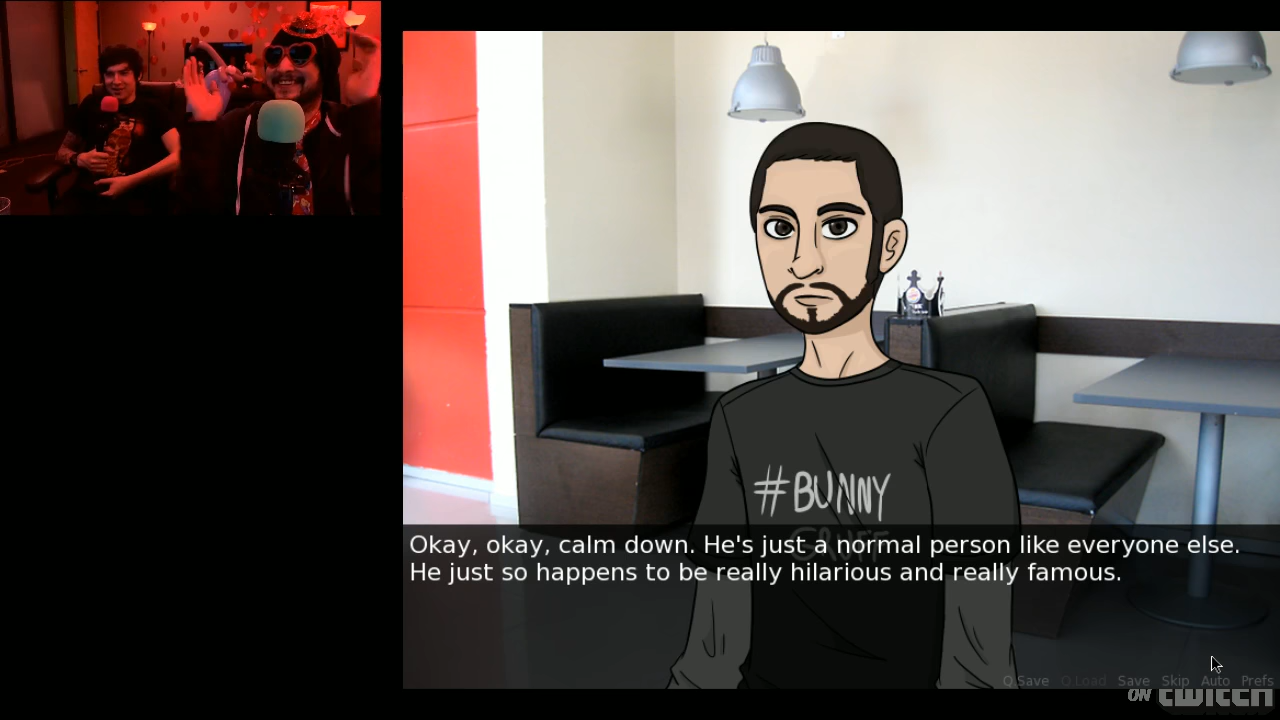 #BUNNY
GRUFF
Okay, okay, calm down. He's just a normal person like everyone else.
He just so happens to be really hilarious and really famous.
Q.Save Q.Load Save Skip Auto Prefs
ON twitch